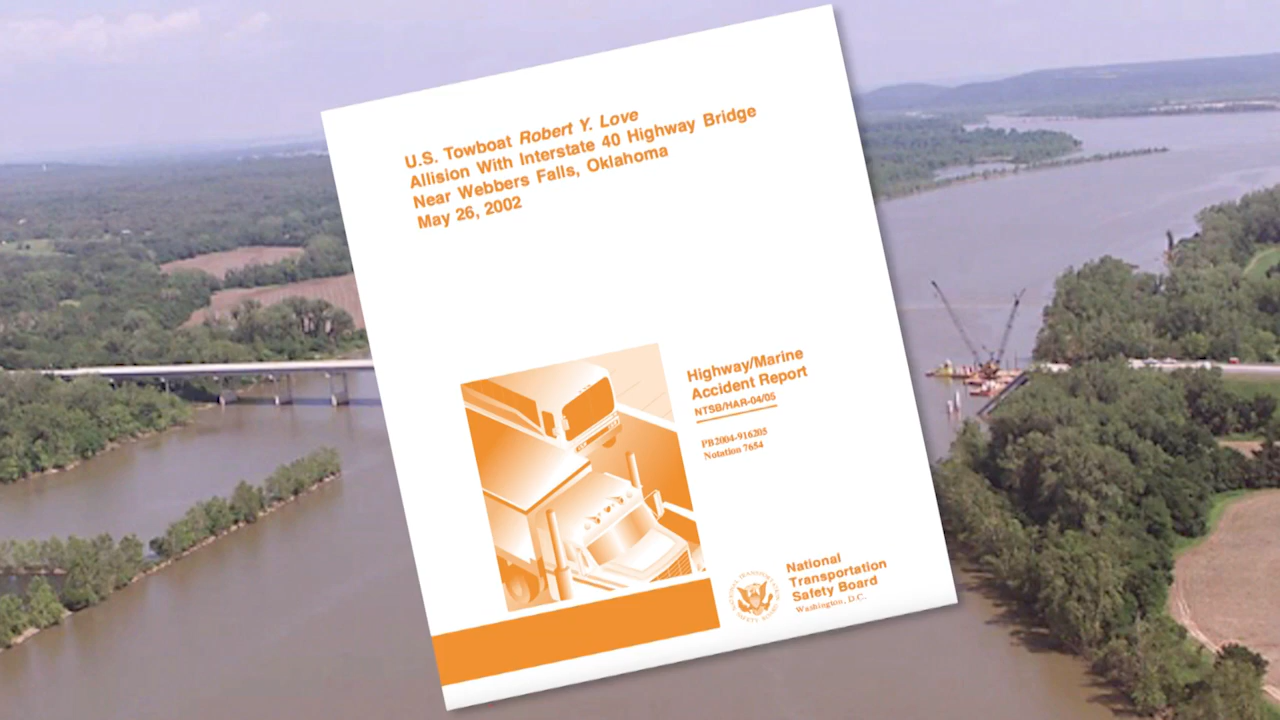 U.S. Towboat Robert Y. Love
Allision With Interstate 40 Highway Bridge
Near Webbers Falls, Oklahoma
May 26, 2002
Highway/Marine
Accident Report
NTSB/HAR-04/05
PB2004-916205
Notation 7654
National
Transportation
Safety Board
Washington, D.C.